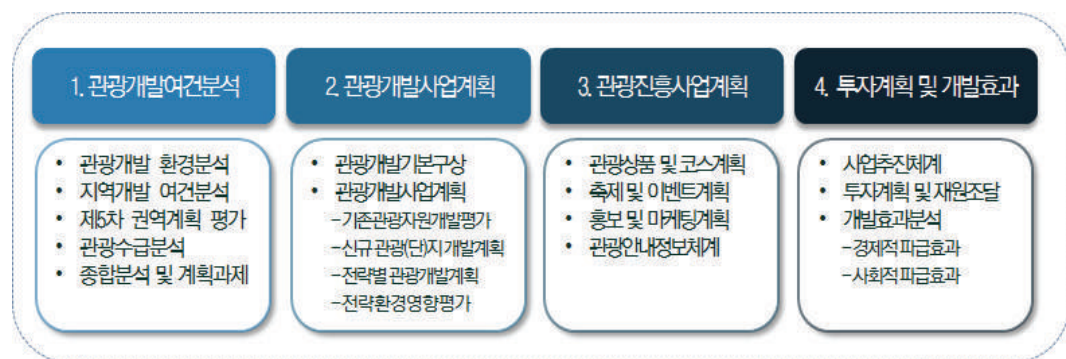 1. 관광개발여건분석
• 관광개발 환경분석
• 지역개발 여건분석
• 제5차 권역계획 평가
• 관광수급분석
• 종합분석 및 계획과제
2. 관광개발사업계획
• 관광개발기본구상
• 관광개발사업계획
-기존관광자원개발평가
-신규 관광(단)지 개발계획
-전략별 관광개발계획
-전략환경영향평가
3. 관광진흥사업계획
• 관광상품 및 코스계획
• 축제 및 이벤트계획
• 홍보 및 마케팅계획
• 관광안내정보체계
4. 투자계획 및 개발효과
• 사업추진체계
• 투자계획 및 재원조달
• 개발효과분석
-경제적 파급효과
-사회적 파급효과